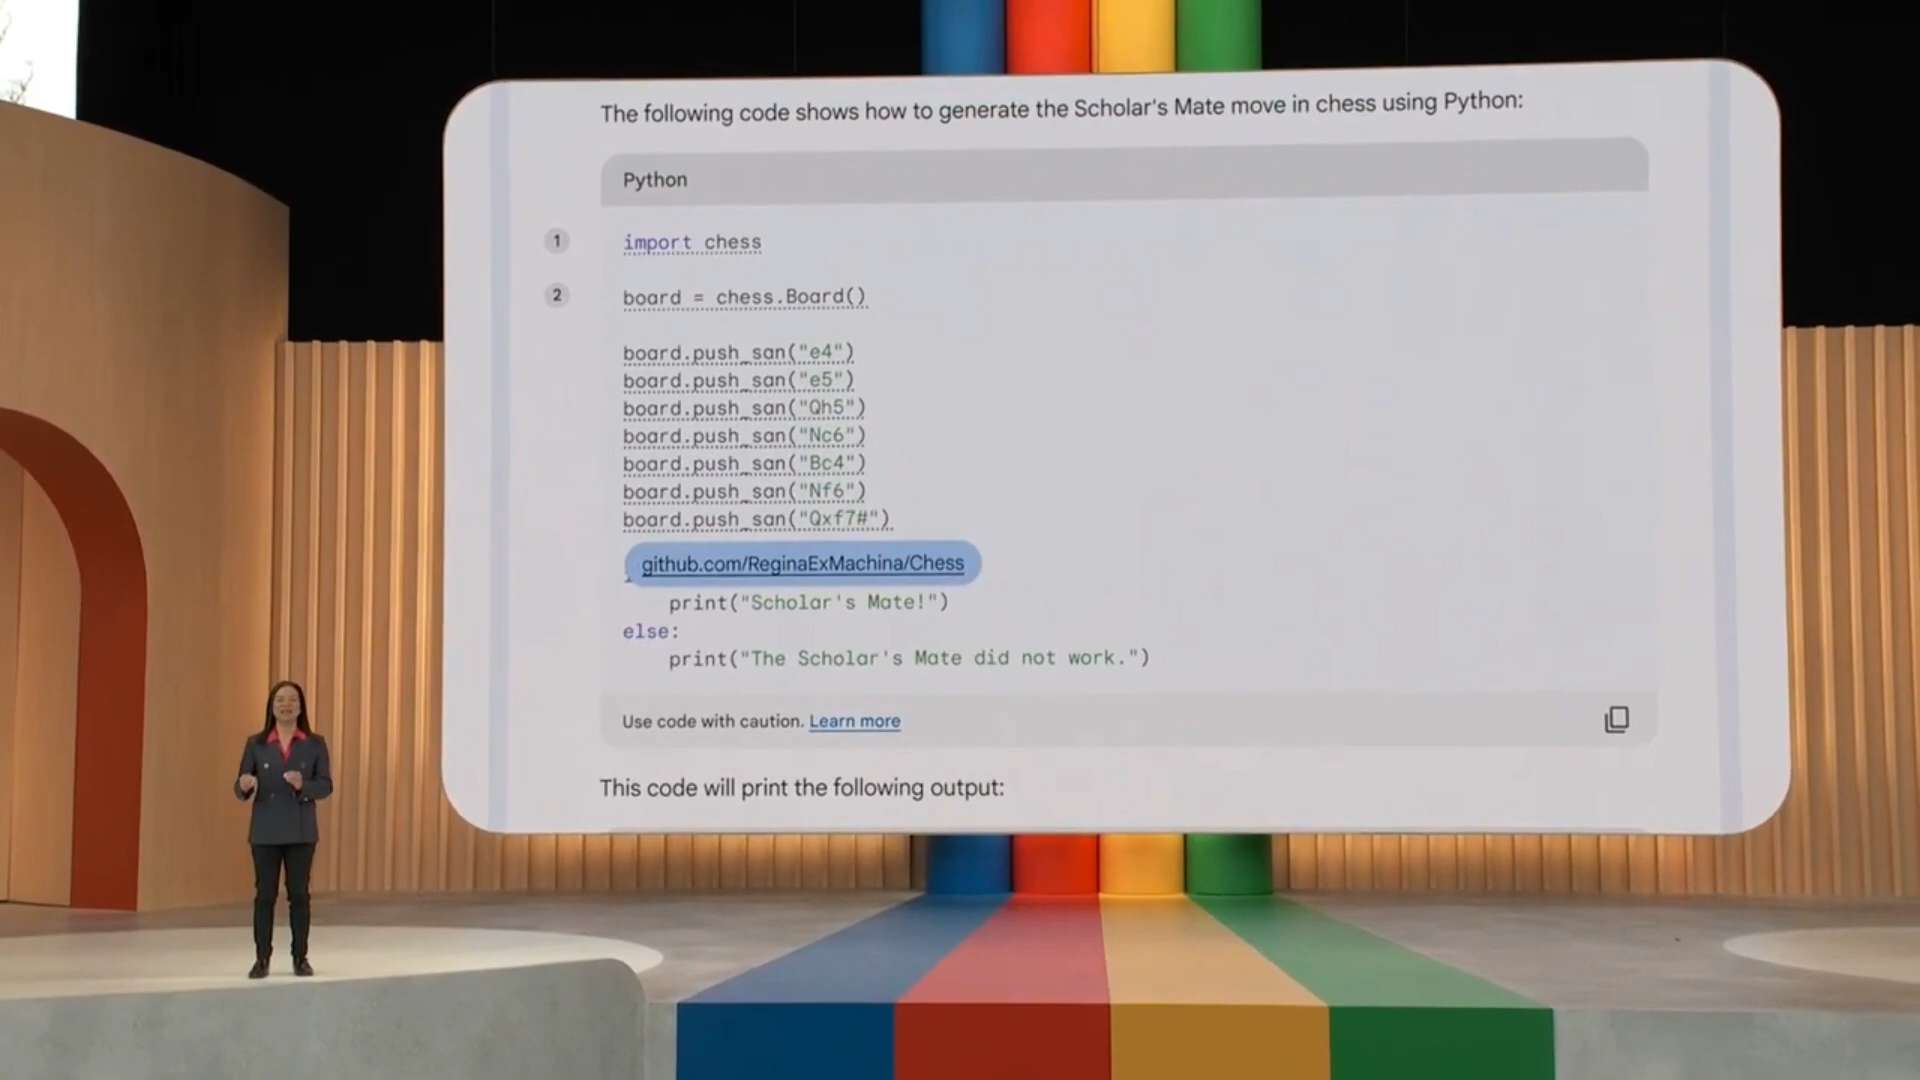 The following code shows how to generate the Scholar's Mate move in chess using Python:
Python
1 import chess
2 board = chess.Board()
board.push_san("e4")
board.push_san("e5")
board.push_san("Qh5")
board.push_san("Nc6")
board.push_san("Bc4")
board.push_san("Nf6")
board.push_san("Qxf7#")
github.com/ReginaExMachina/Chess
print("Scholar's Mate!")
else:
print("The Scholar's Mate did not work.")
Use code with caution. Learn more
This code will print the following output: